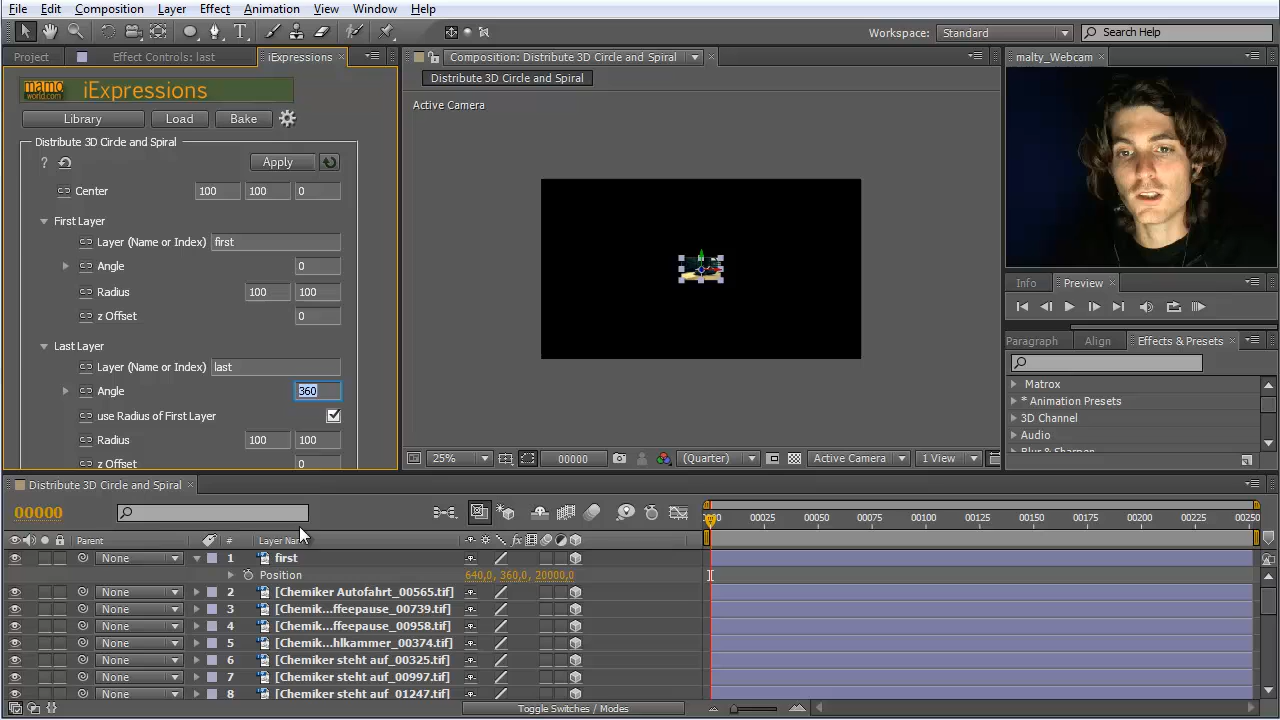 File Edit Composition Layer Effect Animation View Window Help
Workspace: Standard Search Help
Project Effect Controls: last iExpressions
Composition: Distribute 3D Circle and Spiral
malty_Webcam
Distribute 3D Circle and Spiral
mamo world.com iExpressions
Active Camera
Library Load Bake
Distribute 3D Circle and Spiral
? Apply
Center 100 100 0
First Layer
Layer (Name or Index) first
Angle 0
Radius 100 100
z Offset 0
Last Layer
Layer (Name or Index) last
Angle 360
use Radius of First Layer
Radius 100 100
z Offset 0
Info Preview
Paragraph Align Effects & Presets
Matrox
* Animation Presets
3D Channel
Audio
Blur & Sharpen
25% 00000 (Quarter) Active Camera 1 View
Distribute 3D Circle and Spiral
00000
00025 00050 00075 00100 00125 00150 00175 00200 00225 00250
Parent # Layer Name
None 1 first
Position 640,0, 360,0, 20000,0
None 2 [Chemiker Autofahrt_00565.tif]
None 3 [Chemik...ffeepause_00739.tif]
None 4 [Chemik...ffeepause_00958.tif]
None 5 [Chemik...hlkammer_00374.tif]
None 6 [Chemiker steht auf_00325.tif]
None 7 [Chemiker steht auf_00997.tif]
None 8 [Chemiker steht auf_01247.tif]
Toggle Switches / Modes